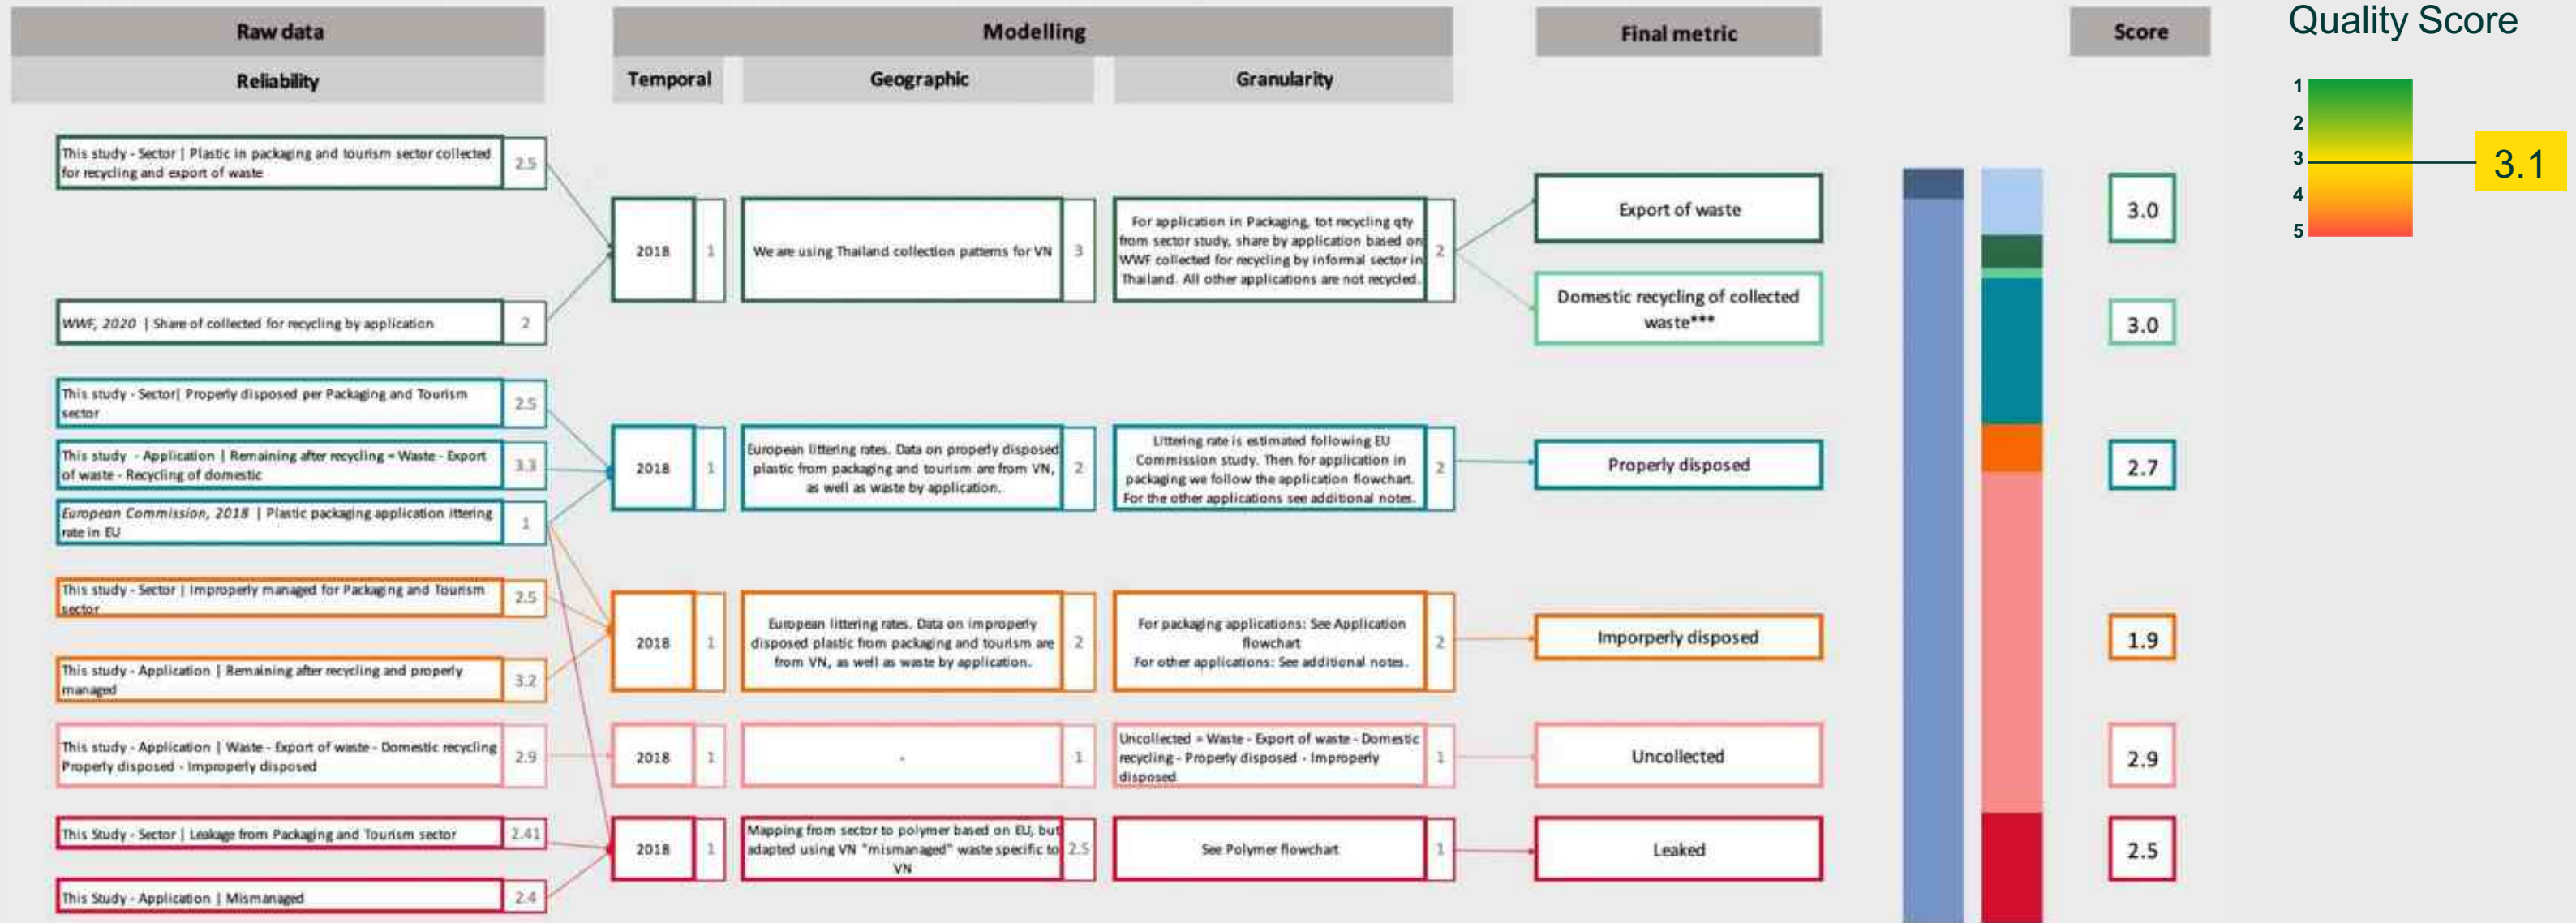 Raw data
Modelling
Final metric
Score
Quality Score
Reliability
Temporal
Geographic
Granularity
1
2
3
4
5
3.1
This study - Sector | Plastic in packaging and tourism sector collected
for recycling and export of waste
2.5
WWF, 2020 | Share of collected for recycling by application
2
2018
1
We are using Thailand collection patterns for VN
3
For application in Packaging, tot recycling qty
from sector study, share by application based on
WWF collected for recycling by informal sector in
Thailand. All other applications are not recycled.
2
Export of waste
3.0
Domestic recycling of collected
waste***
3.0
This study - Sector| Properly disposed per Packaging and Tourism
sector
2.5
This study - Application | Remaining after recycling = Waste - Export
of waste - Recycling of domestic
3.3
European Commission, 2018 | Plastic packaging application ittering
rate in EU
1
2018
1
European littering rates. Data on properly disposed
plastic from packaging and tourism are from VN,
as well as waste by application.
2
Littering rate is estimated following EU
Commission study. Then for application in
packaging we follow the application flowchart.
For the other applications see additional notes.
2
Properly disposed
2.7
This study - Sector | Improperly managed for Packaging and Tourism
sector
2.5
This study - Application | Remaining after recycling and properly
managed
3.2
2018
1
European littering rates. Data on improperly
disposed plastic from packaging and tourism are
from VN, as well as waste by application.
2
For packaging applications: See Application
flowchart
For other applications: See additional notes.
2
Imporperly disposed
1.9
This study - Application | Waste - Export of waste - Domestic recycling
Properly disposed - Improperly disposed
2.9
2018
1
-
1
Uncollected = Waste - Export of waste - Domestic
recycling - Properly disposed - Improperly
disposed
1
Uncollected
2.9
This Study - Sector | Leakage from Packaging and Tourism sector
2.41
This Study - Application | Mismanaged
2.4
2018
1
Mapping from sector to polymer based on EU, but
adapted using VN "mismanaged" waste specific to
VN
2.5
See Polymer flowchart
1
Leaked
2.5